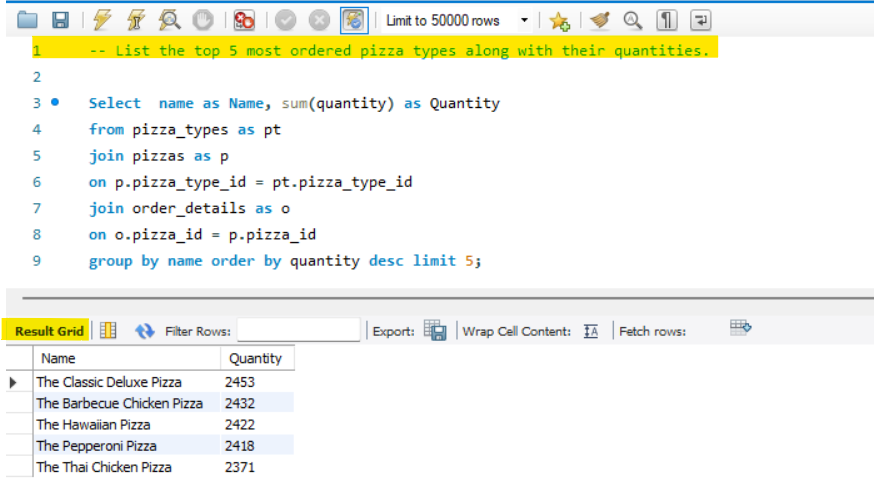 Limit to 50000 rows
1 -- List the top 5 most ordered pizza types along with their quantities.
2
3 Select  name as Name, sum(quantity) as Quantity
4 from pizza_types as pt
5 join pizzas as p
6 on p.pizza_type_id = pt.pizza_type_id
7 join order_details as o
8 on o.pizza_id = p.pizza_id
9 group by name order by quantity desc limit 5;
Result Grid Filter Rows: Export: Wrap Cell Content: IA Fetch rows:
Name Quantity
The Classic Deluxe Pizza 2453
The Barbecue Chicken Pizza 2432
The Hawaiian Pizza 2422
The Pepperoni Pizza 2418
The Thai Chicken Pizza 2371